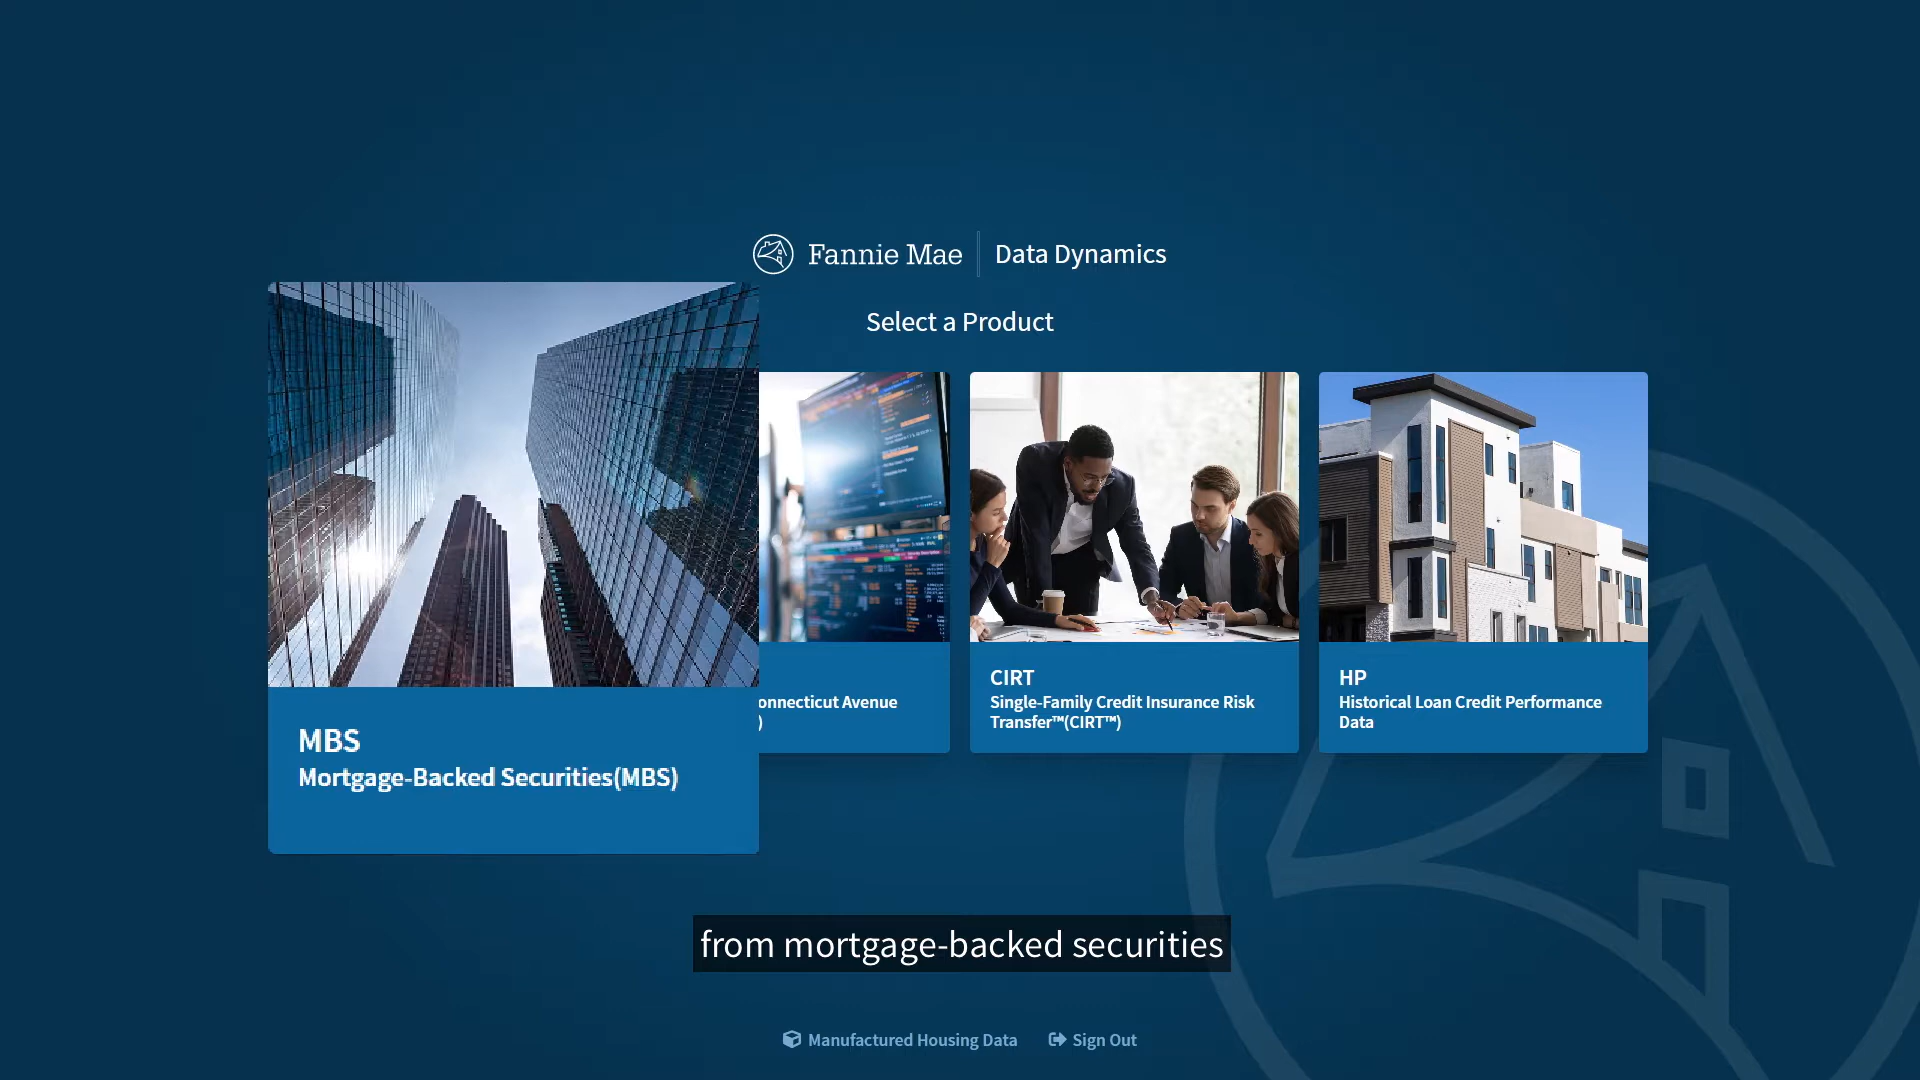 Fannie Mae
Data Dynamics
Select a Product
MBS
Mortgage-Backed Securities(MBS)
Avenue
)
CIRT
Single-Family Credit Insurance Risk
Transfer™(CIRT™)
HP
Historical Loan Credit Performance
Data
from mortgage-backed securities
Manufactured Housing Data
Sign Out